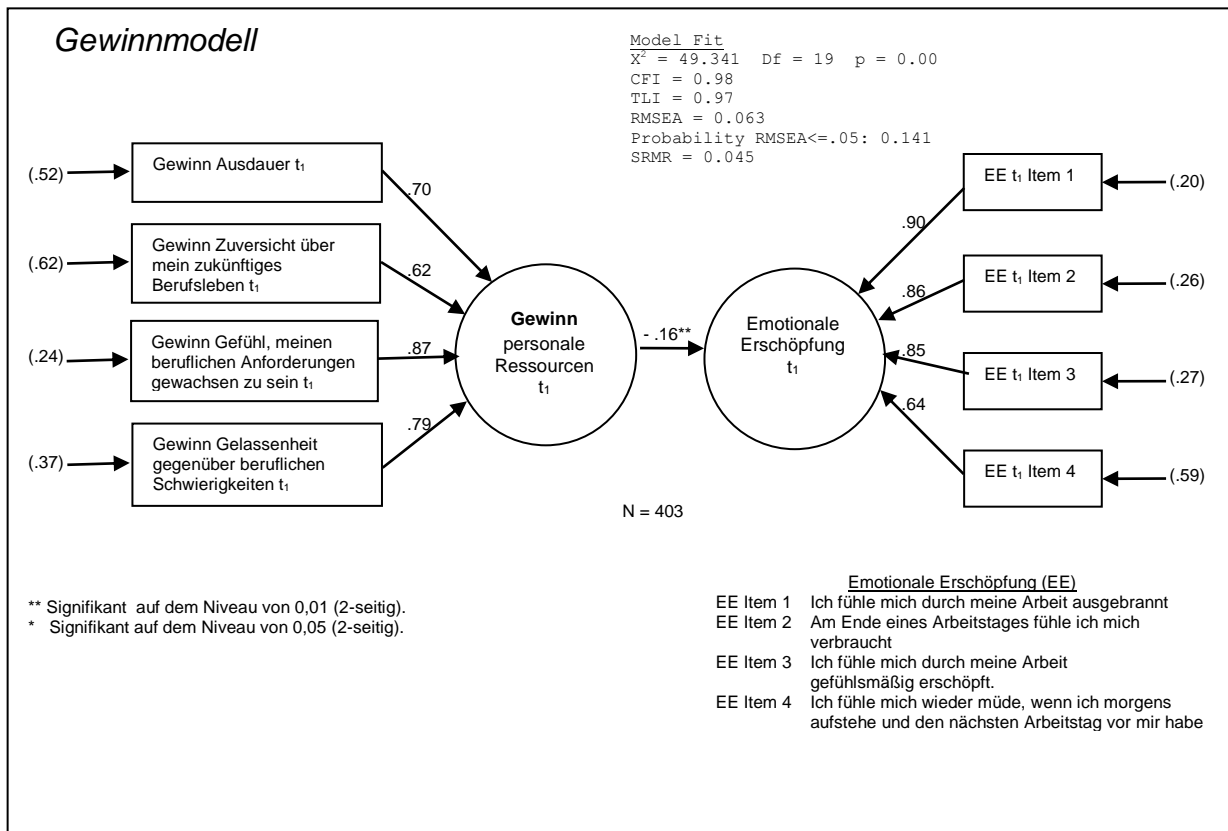 Gewinnmodell
Model Fit
X² = 49.341 Df = 19 p = 0.00
CFI = 0.98
TLI = 0.97
RMSEA = 0.063
Probability RMSEA<=.05: 0.141
SRMR = 0.045
(.52)
Gewinn Ausdauer t₁
.70
(.62)
Gewinn Zuversicht über
mein zukünftiges
Berufsleben t₁
.62
(.24)
Gewinn Gefühl, meinen
beruflichen Anforderungen
gewachsen zu sein t₁
.87
(.37)
Gewinn Gelassenheit
gegenüber beruflichen
Schwierigkeiten t₁
.79
Gewinn
personale
Ressourcen
t₁
- .16**
Emotionale
Erschöpfung
t₁
.90
EE t₁ Item 1
(.20)
.86
EE t₁ Item 2
(.26)
.85
EE t₁ Item 3
(.27)
.64
EE t₁ Item 4
(.59)
N = 403
** Signifikant auf dem Niveau von 0,01 (2-seitig).
* Signifikant auf dem Niveau von 0,05 (2-seitig).
Emotionale Erschöpfung (EE)
EE Item 1 Ich fühle mich durch meine Arbeit ausgebrannt
EE Item 2 Am Ende eines Arbeitstages fühle ich mich
verbraucht
EE Item 3 Ich fühle mich durch meine Arbeit
gefühlsmäßig erschöpft.
EE Item 4 Ich fühle mich wieder müde, wenn ich morgens
aufstehe und den nächsten Arbeitstag vor mir habe